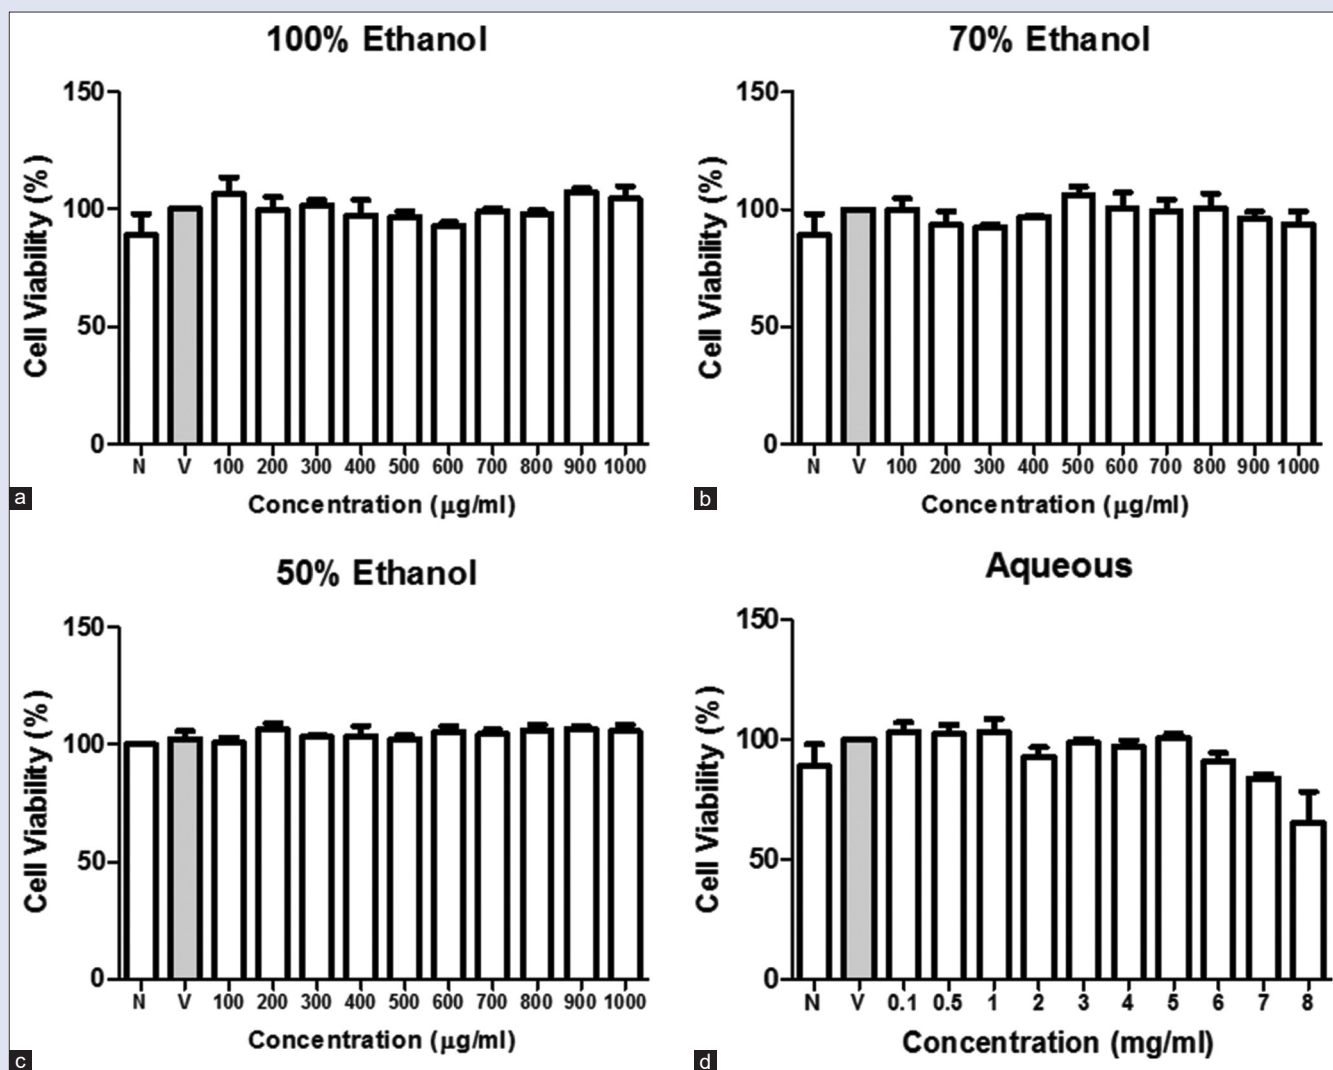 100% Ethanol
150
100
50
0
Cell Viability (%)
N V 100 200 300 400 500 600 700 800 900 1000
Concentration (µg/ml)
a
70% Ethanol
150
100
50
0
Cell Viability (%)
N V 100 200 300 400 500 600 700 800 900 1000
Concentration (µg/ml)
b
50% Ethanol
150
100
50
0
Cell Viability (%)
N V 100 200 300 400 500 600 700 800 900 1000
Concentration (µg/ml)
c
Aqueous
150
100
50
0
Cell Viability (%)
N V 0.1 0.5 1 2 3 4 5 6 7 8
Concentration (mg/ml)
d